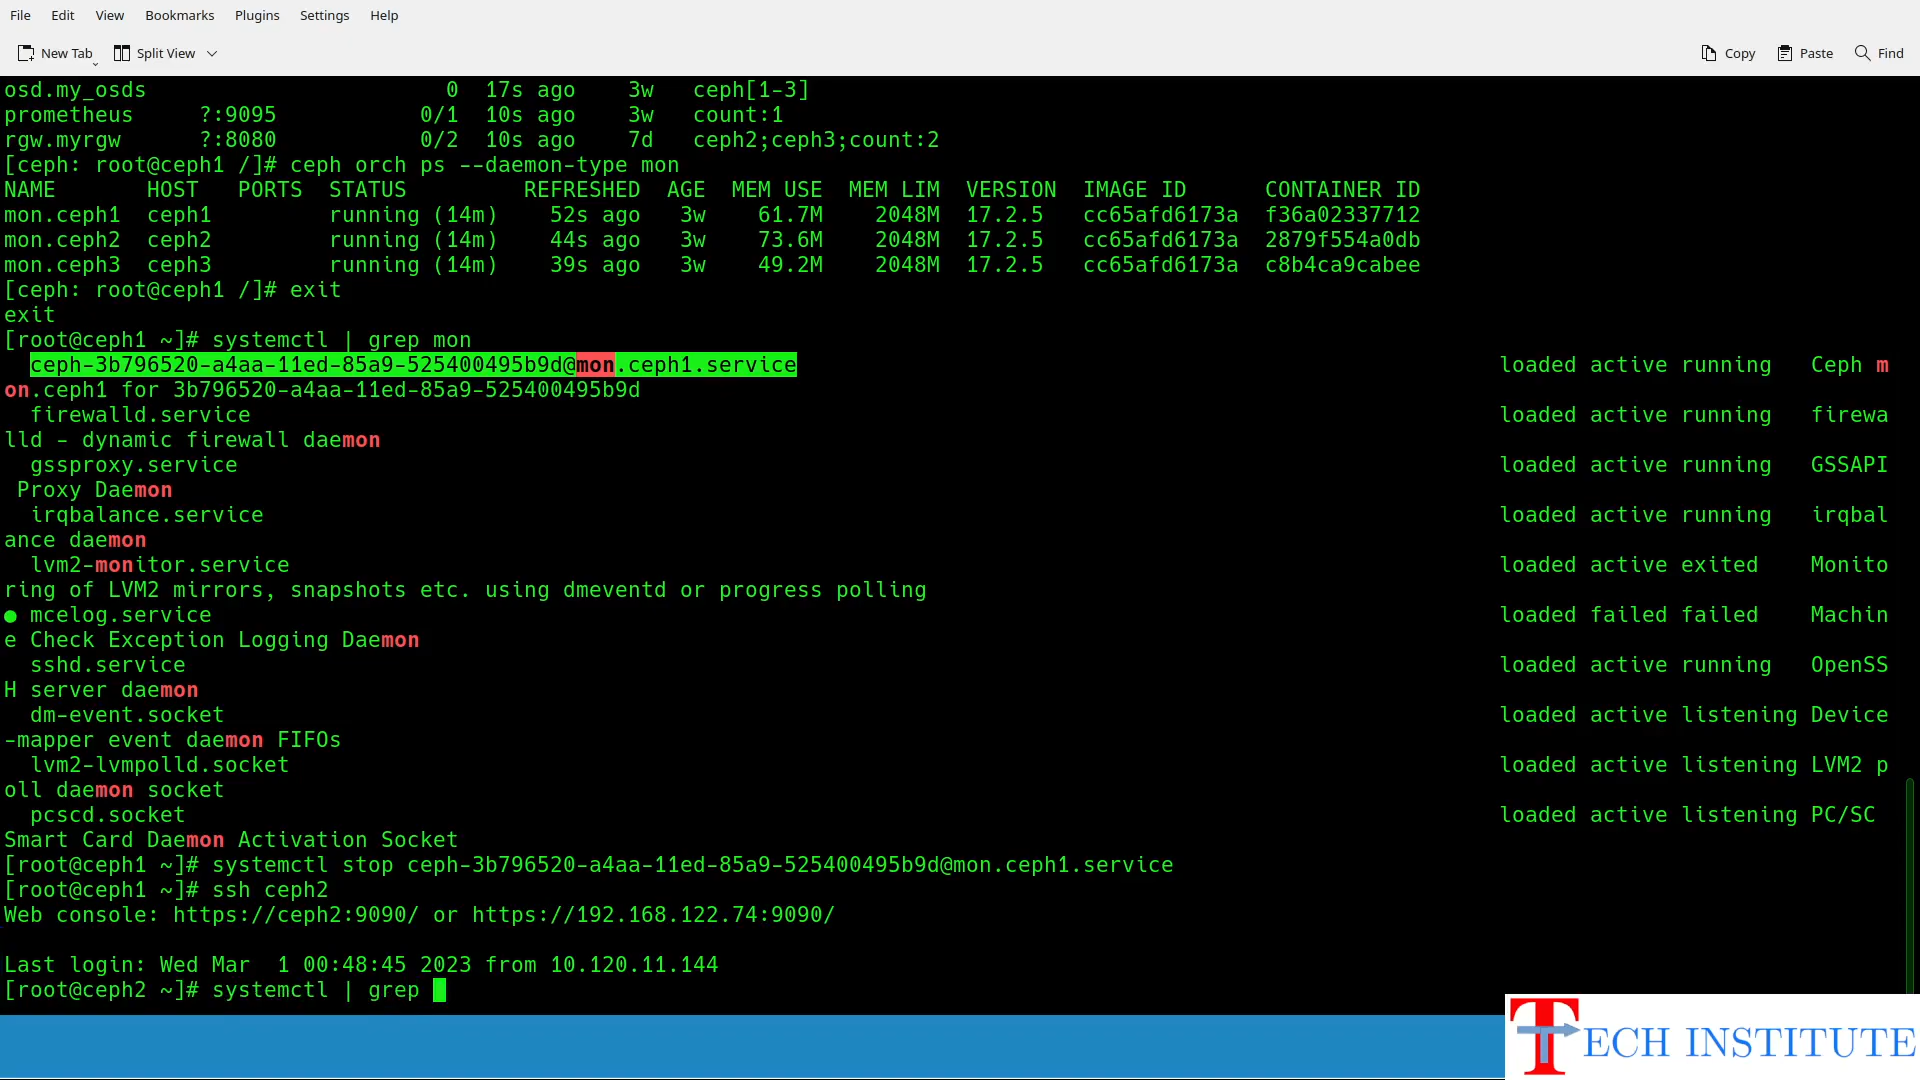 File Edit View Bookmarks Plugins Settings Help
New Tab Split View Copy Paste Find
osd.my_osds 0 17s ago 3w ceph[1-3]
prometheus ?:9095 0/1 10s ago 3w count:1
rgw.myrgw ?:8080 0/2 10s ago 7d ceph2;ceph3;count:2
[ceph: root@ceph1 /]# ceph orch ps --daemon-type mon
NAME HOST PORTS STATUS REFRESHED AGE MEM USE MEM LIM VERSION IMAGE ID CONTAINER ID
mon.ceph1 ceph1 running (14m) 52s ago 3w 61.7M 2048M 17.2.5 cc65afd6173a f36a02337712
mon.ceph2 ceph2 running (14m) 44s ago 3w 73.6M 2048M 17.2.5 cc65afd6173a 2879f554a0db
mon.ceph3 ceph3 running (14m) 39s ago 3w 49.2M 2048M 17.2.5 cc65afd6173a c8b4ca9cabee
[ceph: root@ceph1 /]# exit
exit
[root@ceph1 ~]# systemctl | grep mon
ceph-3b796520-a4aa-11ed-85a9-525400495b9d@mon.ceph1.service loaded active running Ceph m
on.ceph1 for 3b796520-a4aa-11ed-85a9-525400495b9d
firewalld.service loaded active running firewa
lld - dynamic firewall daemon
gssproxy.service loaded active running GSSAPI
Proxy Daemon
irqbalance.service loaded active running irqbal
ance daemon
lvm2-monitor.service loaded active exited Monito
ring of LVM2 mirrors, snapshots etc. using dmeventd or progress polling
● mcelog.service loaded failed failed Machin
e Check Exception Logging Daemon
sshd.service loaded active running OpenSS
H server daemon
dm-event.socket loaded active listening Device
-mapper event daemon FIFOs
lvm2-lvmpolld.socket loaded active listening LVM2 p
oll daemon socket
pcscd.socket loaded active listening PC/SC
Smart Card Daemon Activation Socket
[root@ceph1 ~]# systemctl stop ceph-3b796520-a4aa-11ed-85a9-525400495b9d@mon.ceph1.service
[root@ceph1 ~]# ssh ceph2
Web console: https://ceph2:9090/ or https://192.168.122.74:9090/
Last login: Wed Mar  1 00:48:45 2023 from 10.120.11.144
[root@ceph2 ~]# systemctl | grep
TECH INSTITUTE